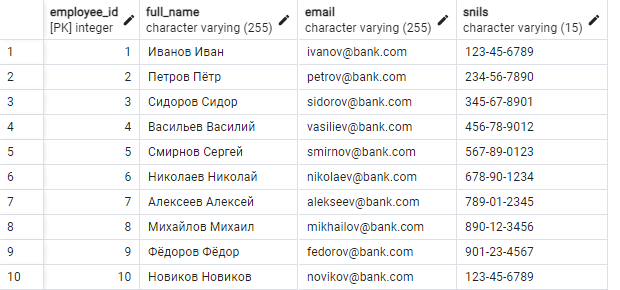 employee_id full_name email snils
[PK] integer character varying (255) character varying (255) character varying (15)
1 1 Иванов Иван ivanov@bank.com 123-45-6789
2 2 Петров Пётр petrov@bank.com 234-56-7890
3 3 Сидоров Сидор sidorov@bank.com 345-67-8901
4 4 Васильев Василий vasiliev@bank.com 456-78-9012
5 5 Смирнов Сергей smirnov@bank.com 567-89-0123
6 6 Николаев Николай nikolaev@bank.com 678-90-1234
7 7 Алексеев Алексей alekseev@bank.com 789-01-2345
8 8 Михайлов Михаил mikhailov@bank.com 890-12-3456
9 9 Фёдоров Фёдор fedorov@bank.com 901-23-4567
10 10 Новиков Новиков novikov@bank.com 123-45-6789